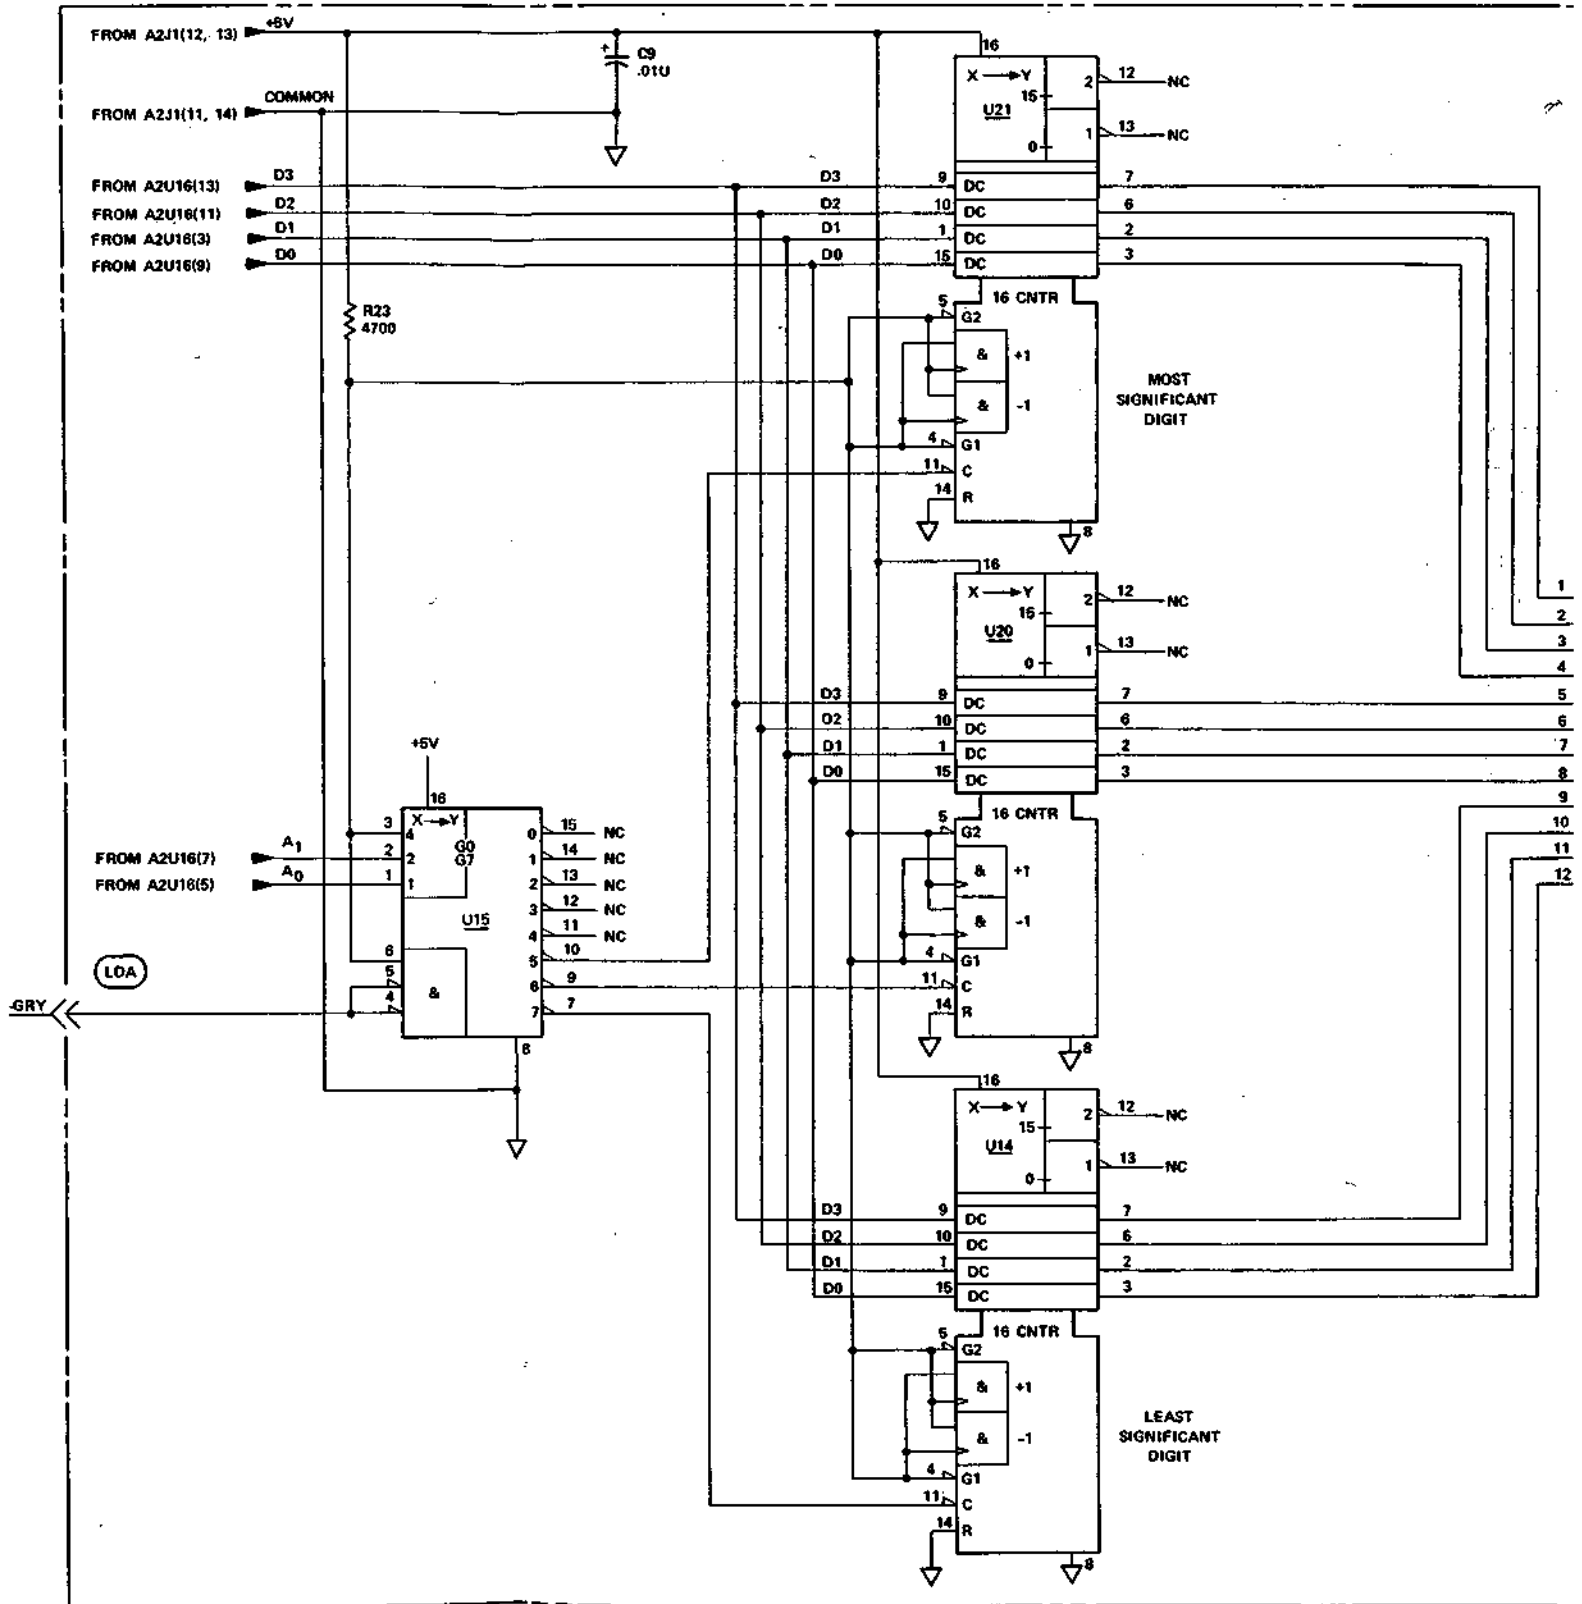 FROM A2J1(12, 13) +5V
C9
.01U
FROM A2J1(11, 14) COMMON
FROM A2U16(13) D3 D3
FROM A2U16(11) D2 D2
FROM A2U16(3) D1 D1
FROM A2U16(9) D0 D0
R23
4700
16
X Y
15
U21
0
2 12 NC
1 13 NC
9 DC 7
10 DC 6
1 DC 2
15 DC 3
16 CNTR
5 G2
& +1
& -1
4 G1
11 C
14 R
8
MOST
SIGNIFICANT
DIGIT
16
X Y
15
U20
0
2 12 NC
1 13 NC
D3 9 DC 7
D2 10 DC 6
D1 1 DC 2
D0 15 DC 3
16 CNTR
5 G2
& +1
& -1
4 G1
11 C
14 R
8
1
2
3
4
5
6
7
8
9
10
11
12
+5V
16
X Y
G0
G7
3 4
FROM A2U16(7) A1 2 2
FROM A2U16(5) A0 1 1
U15
0 15 NC
1 14 NC
2 13 NC
3 12 NC
4 11 NC
5 10
6 9
7 7
6
5
4
&
8
LDA
-GRY
16
X Y
15
U14
0
2 12 NC
1 13 NC
D3 9 DC 7
D2 10 DC 6
D1 1 DC 2
D0 15 DC 3
16 CNTR
5 G2
& +1
& -1
4 G1
11 C
14 R
8
LEAST
SIGNIFICANT
DIGIT